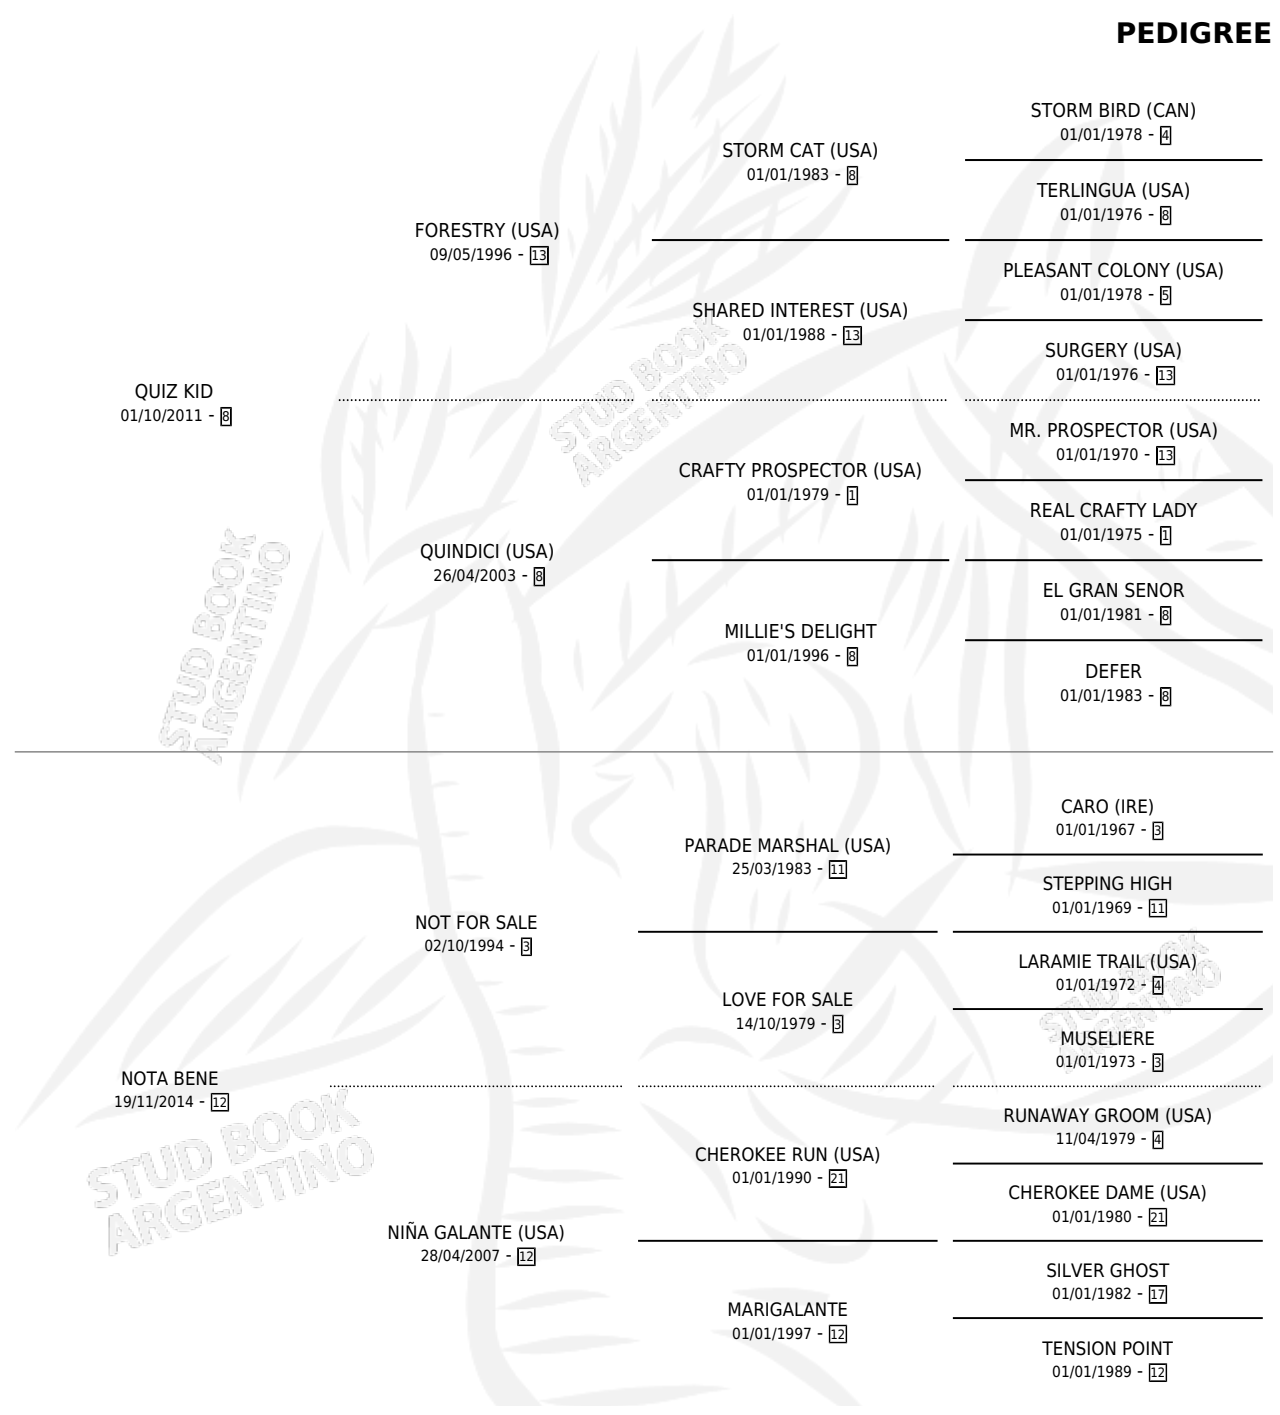 PEDIGREE
STORM BIRD (CAN)
01/01/1978 - 4
STORM CAT (USA)
01/01/1983 - 8
TERLINGUA (USA)
01/01/1976 - 8
FORESTRY (USA)
09/05/1996 - 13
PLEASANT COLONY (USA)
01/01/1978 - 5
SHARED INTEREST (USA)
01/01/1988 - 13
SURGERY (USA)
01/01/1976 - 13
QUIZ KID
01/10/2011 - 8
MR. PROSPECTOR (USA)
01/01/1970 - 13
CRAFTY PROSPECTOR (USA)
01/01/1979 - 1
REAL CRAFTY LADY
01/01/1975 - 1
QUINDICI (USA)
26/04/2003 - 8
EL GRAN SENOR
01/01/1981 - 8
MILLIE'S DELIGHT
01/01/1996 - 8
DEFER
01/01/1983 - 8
CARO (IRE)
01/01/1967 - 3
PARADE MARSHAL (USA)
25/03/1983 - 11
STEPPING HIGH
01/01/1969 - 11
NOT FOR SALE
02/10/1994 - 3
LARAMIE TRAIL (USA)
01/01/1972 - 4
LOVE FOR SALE
14/10/1979 - 3
MUSELIERE
01/01/1973 - 3
NOTA BENE
19/11/2014 - 12
RUNAWAY GROOM (USA)
11/04/1979 - 4
CHEROKEE RUN (USA)
01/01/1990 - 21
CHEROKEE DAME (USA)
01/01/1980 - 21
NIÑA GALANTE (USA)
28/04/2007 - 12
SILVER GHOST
01/01/1982 - 17
MARIGALANTE
01/01/1997 - 12
TENSION POINT
01/01/1989 - 12
STUD BOOK
ARGENTINO
STUD BOOK
ARGENTINO
STUD BOOK
ARGENTINO
STUD BOOK
ARGENTINO